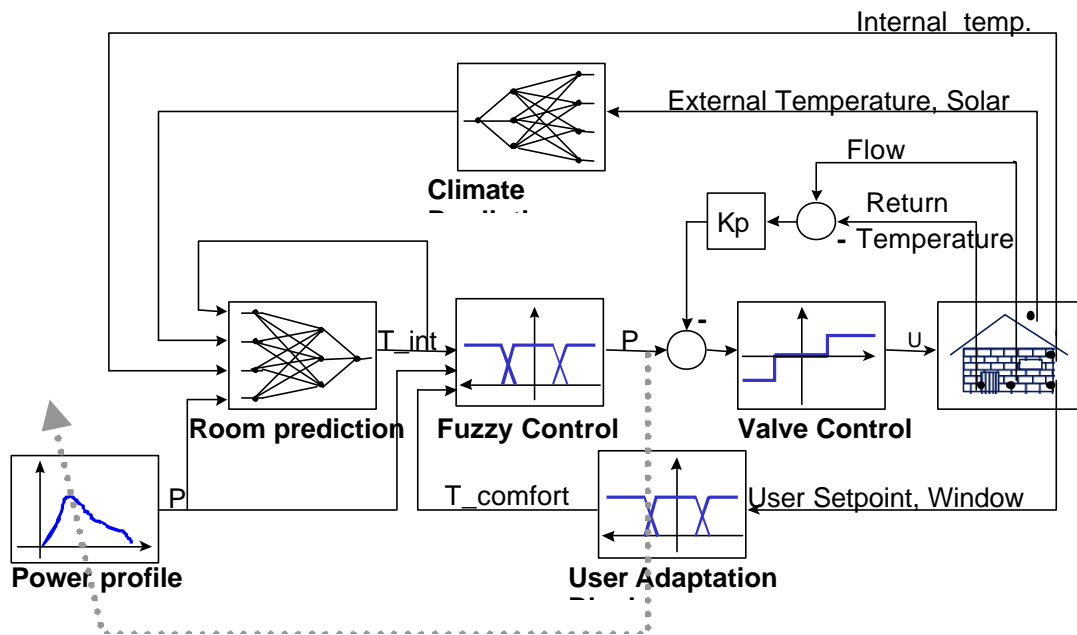 Internal temp.
External Temperature, Solar
Flow
Climate
Kp
Return
- Temperature
-
T_int
P
U
Room prediction
Fuzzy Control
Valve Control
P
T_comfort
User Setpoint, Window
Power profile
User Adaptation